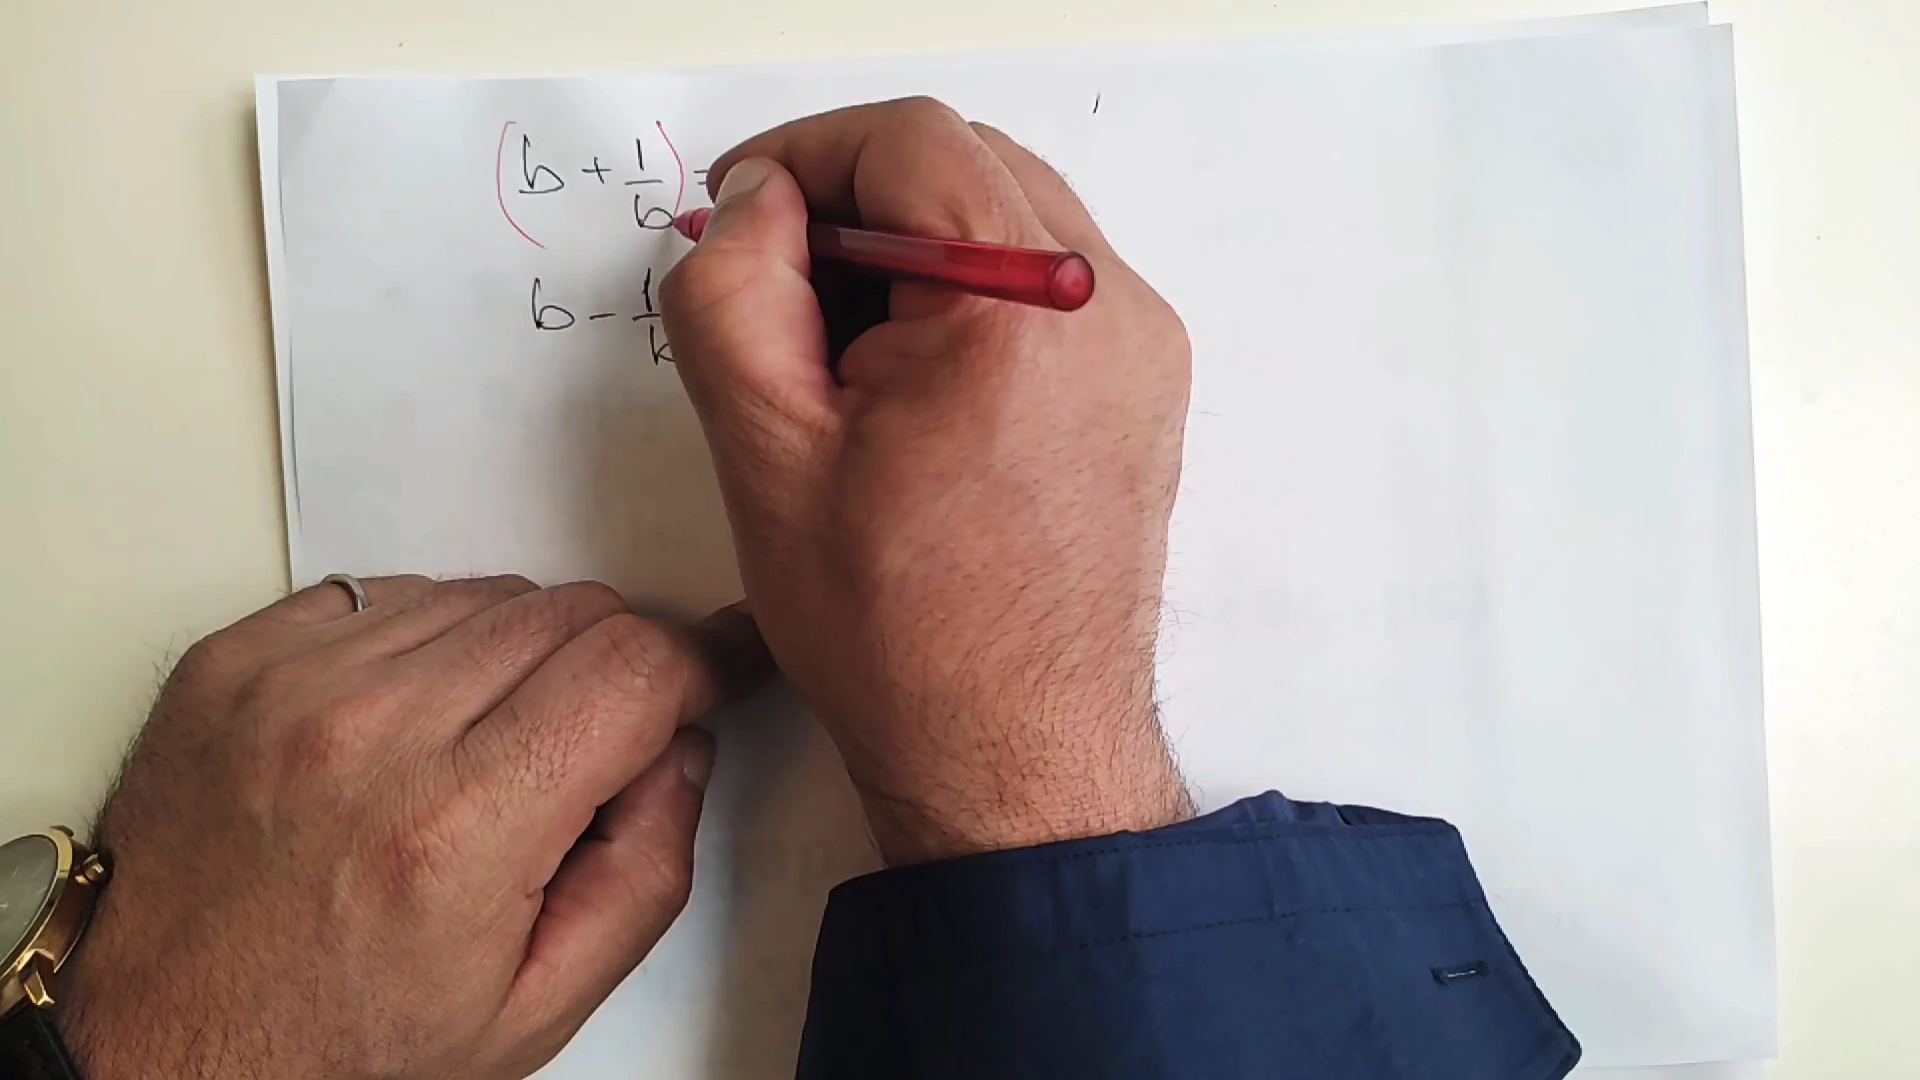 (b + 1/b) =
b - 1/b